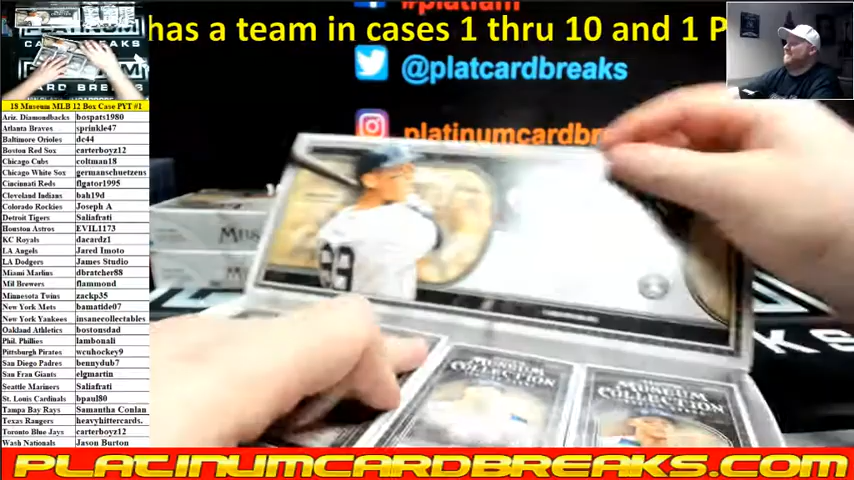 has a team in cases 1 thru 10 and 1 P
#platfam
@platcardbreaks
platinumcardbre
CARD BREAKS
18 Museum MLB 12 Box Case PYT #1
Ariz. Diamondbacks bospats1980
Atlanta Braves sprinkle47
Baltimore Orioles dc44
Boston Red Sox carterboyz12
Chicago Cubs coltman18
Chicago White Sox germanschuetzens
Cincinnati Reds flgator1995
Cleveland Indians bah19d
Colorado Rockies Joseph A
Detroit Tigers Saliafrati
Houston Astros EVIL1173
KC Royals dacardz1
LA Angels Jared Imoto
LA Dodgers James Studio
Miami Marlins dbratcher88
Mil Brewers flammond
Minnesota Twins zackp35
New York Mets bamatide07
New York Yankees insanecollectables
Oakland Athletics bostonsdad
Phil. Phillies lambonali
Pittsburgh Pirates wcuhockey9
San Diego Padres bennydub7
San Fran Giants elgmartin
Seattle Mariners Saliafrati
St. Louis Cardinals bpaul80
Tampa Bay Rays Samantha Conlan
Texas Rangers heavyhittercards.
Toronto Blue Jays carterboyz12
Wash Nationals Jason Burton
MUSEUM COLLECTION
MUSEUM COLLECTION
PLATINUMCARDBREAKS.COM